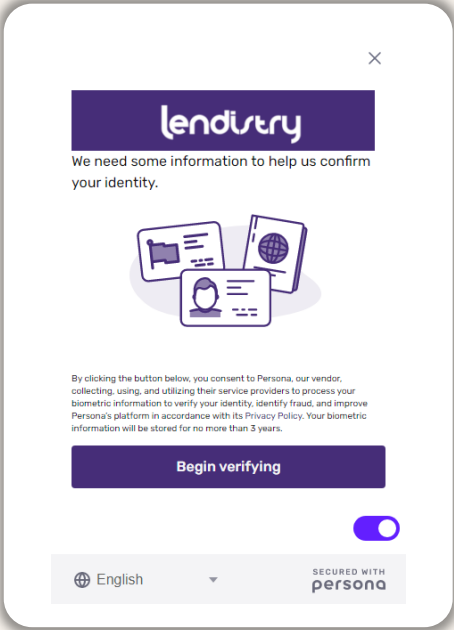 lendistry
We need some information to help us confirm
your identity.
By clicking the button below, you consent to Persona, our vendor,
collecting, using, and utilizing their service providers to process your
biometric information to verify your identity, identify fraud, and improve
Persona's platform in accordance with its Privacy Policy. Your biometric
information will be stored for no more than 3 years.
Begin verifying
English
SECURED WITH
persona